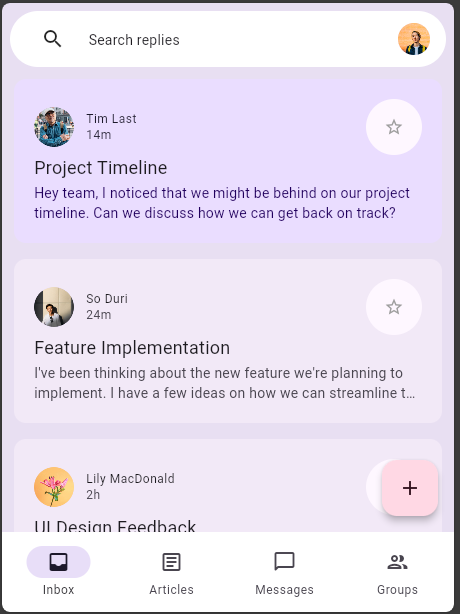 Search replies
Tim Last
14m
Project Timeline
Hey team, I noticed that we might be behind on our project
timeline. Can we discuss how we can get back on track?
So Duri
24m
Feature Implementation
I've been thinking about the new feature we're planning to
implement. I have a few ideas on how we can streamline t…
Lily MacDonald
2h
UI Design Feedback
Inbox
Articles
Messages
Groups